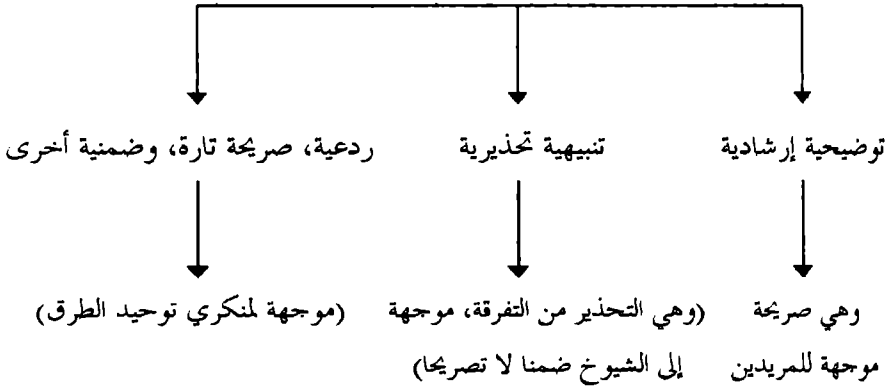 توضيحية إرشادية
تنبيهية تحذيرية
ردعية، صريحة تارة، وضمنية أخرى
وهي صريحة
موجهة للمريدين
(وهي التحذير من التفرقة، موجهة
إلى الشيوخ ضمنا لا تصريحا)
(موجهة لمنكري توحيد الطرق)